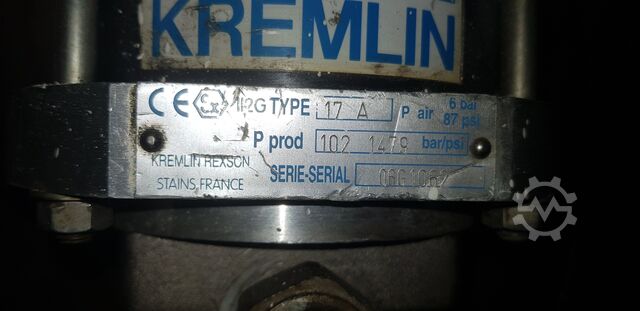 KREMLIN
CE Ex II2G TYPE 17 A P air 6 bar 87 psi
P prod 102 1479 bar/psi
KREMLIN REXSON
STAINS, FRANCE
SERIE-SERIAL